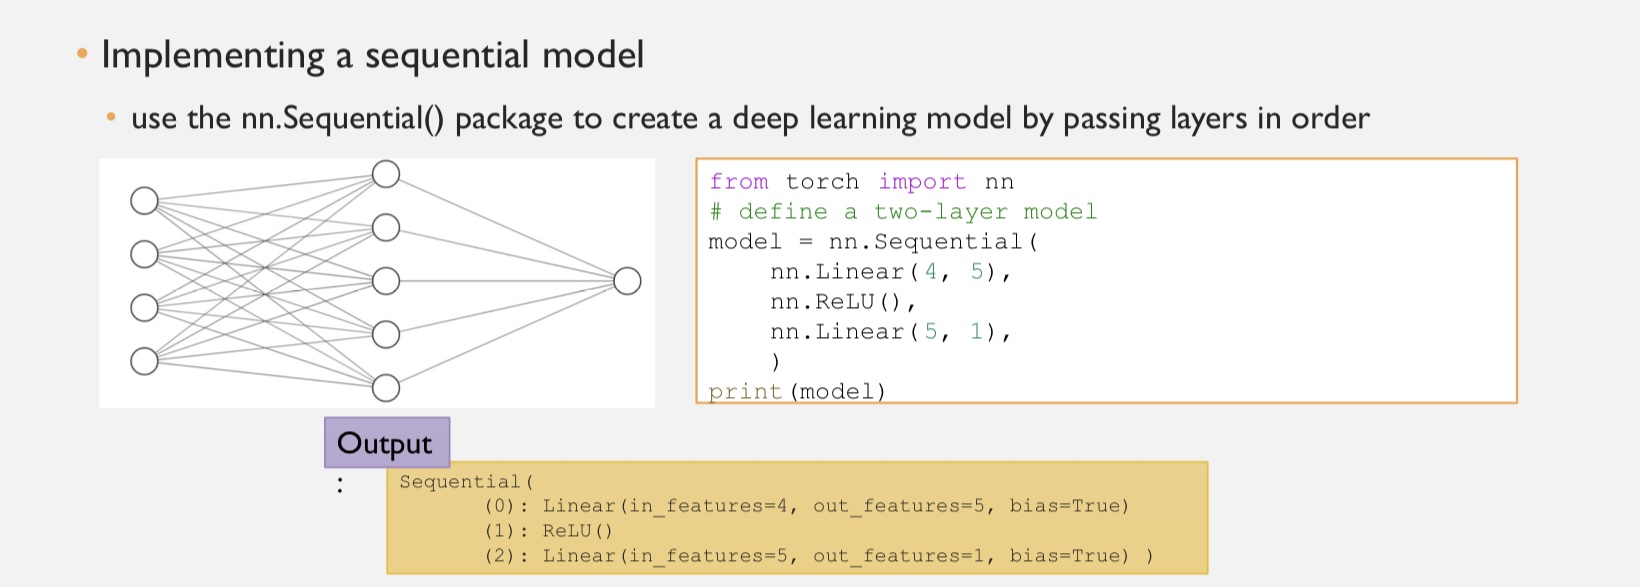 • Implementing a sequential model
• use the nn.Sequential() package to create a deep learning model by passing layers in order
from torch import nn
# define a two-layer model
model = nn.Sequential(
    nn.Linear(4, 5),
    nn.ReLU(),
    nn.Linear(5, 1),
    )
print(model)
Output
:
Sequential(
    (0): Linear(in_features=4, out_features=5, bias=True)
    (1): ReLU()
    (2): Linear(in_features=5, out_features=1, bias=True) )